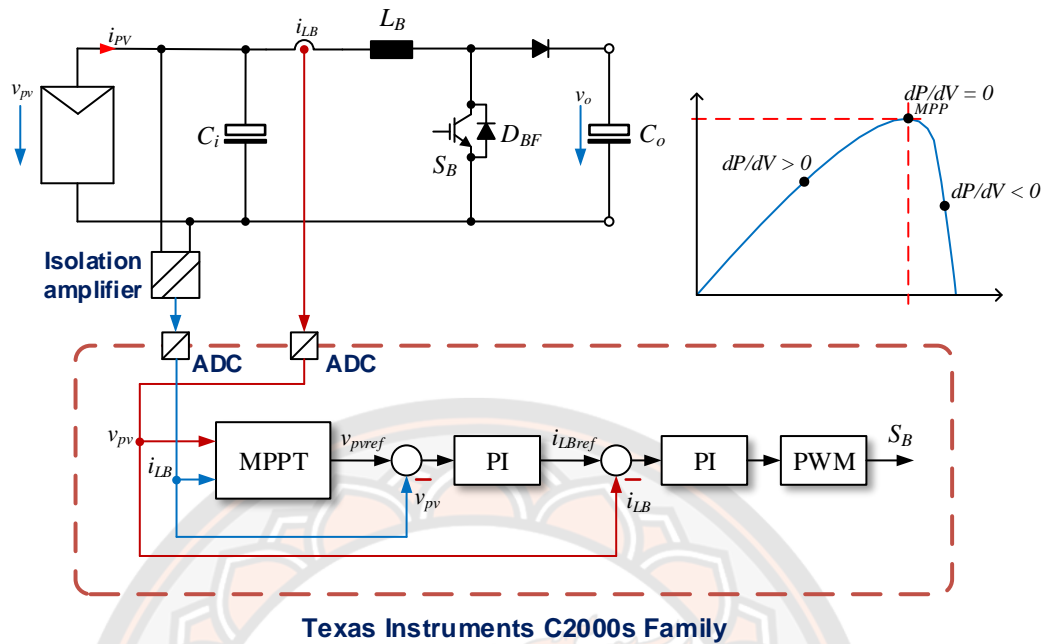 i_PV
i_LB
L_B
v_pv
C_i
S_B
D_BF
v_o
C_o
dP/dV = 0
MPP
dP/dV > 0
dP/dV < 0
Isolation
amplifier
ADC
ADC
v_pv
i_LB
MPPT
v_pvref
v_pv
PI
i_LBref
i_LB
PI
PWM
S_B
Texas Instruments C2000s Family